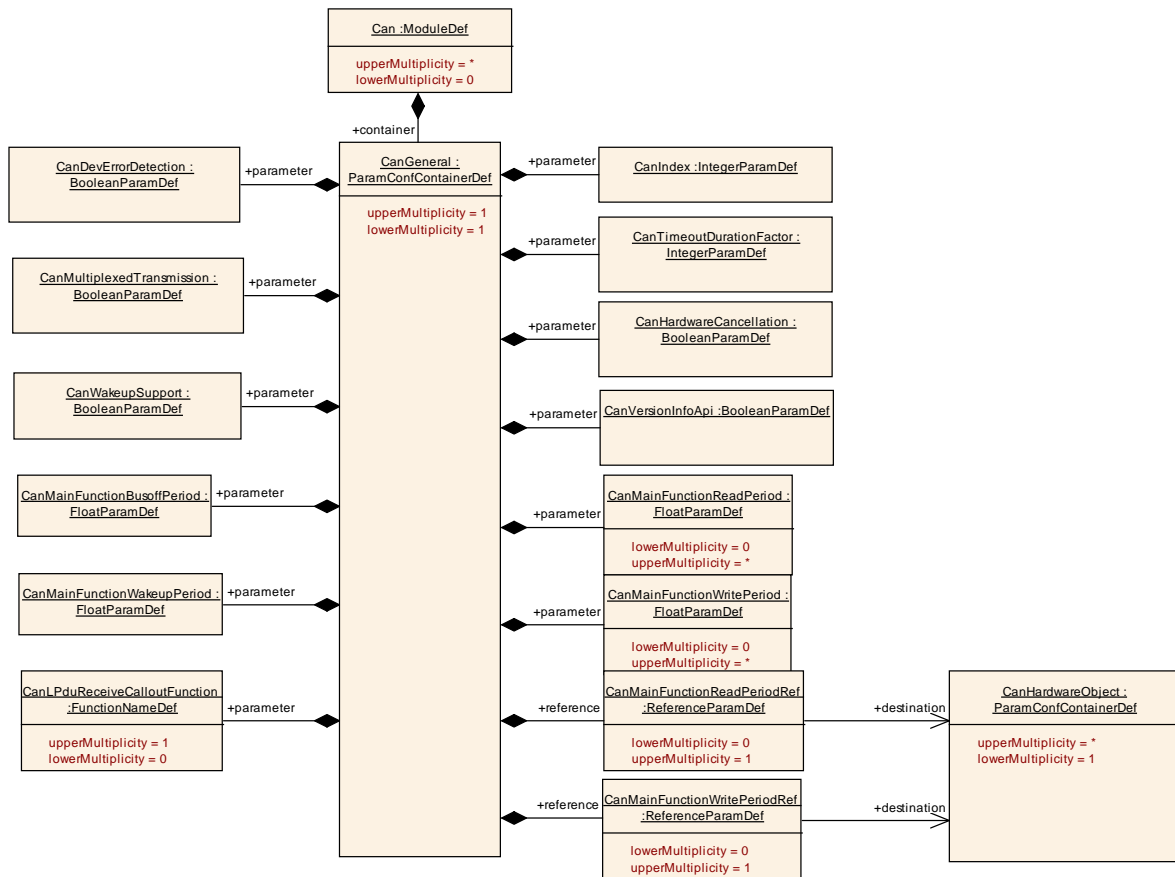 Can :ModuleDef
upperMultiplicity = *
lowerMultiplicity = 0
+container
CanGeneral :
ParamConfContainerDef
upperMultiplicity = 1
lowerMultiplicity = 1
CanDevErrorDetection :
BooleanParamDef
+parameter
CanMultiplexedTransmission :
BooleanParamDef
+parameter
CanWakeupSupport :
BooleanParamDef
+parameter
CanMainFunctionBusoffPeriod :
FloatParamDef
+parameter
CanMainFunctionWakeupPeriod :
FloatParamDef
+parameter
CanLPduReceiveCalloutFunction
:FunctionNameDef
upperMultiplicity = 1
lowerMultiplicity = 0
+parameter
+parameter
CanIndex :IntegerParamDef
+parameter
CanTimeoutDurationFactor :
IntegerParamDef
+parameter
CanHardwareCancellation :
BooleanParamDef
+parameter
CanVersionInfoApi :BooleanParamDef
+parameter
CanMainFunctionReadPeriod :
FloatParamDef
lowerMultiplicity = 0
upperMultiplicity = *
+parameter
CanMainFunctionWritePeriod :
FloatParamDef
lowerMultiplicity = 0
upperMultiplicity = *
+reference
CanMainFunctionReadPeriodRef
:ReferenceParamDef
lowerMultiplicity = 0
upperMultiplicity = 1
+destination
+reference
CanMainFunctionWritePeriodRef
:ReferenceParamDef
lowerMultiplicity = 0
upperMultiplicity = 1
+destination
CanHardwareObject :
ParamConfContainerDef
upperMultiplicity = *
lowerMultiplicity = 1